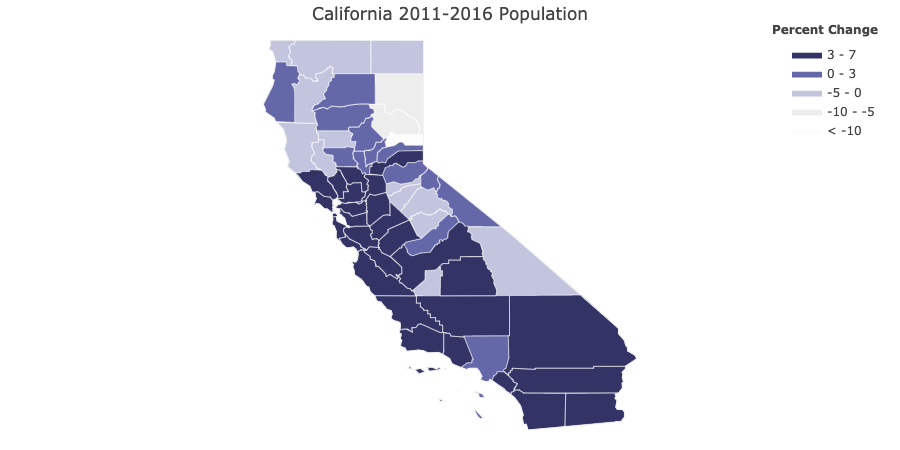 California 2011-2016 Population
Percent Change
3 - 7
0 - 3
-5 - 0
-10 - -5
< -10